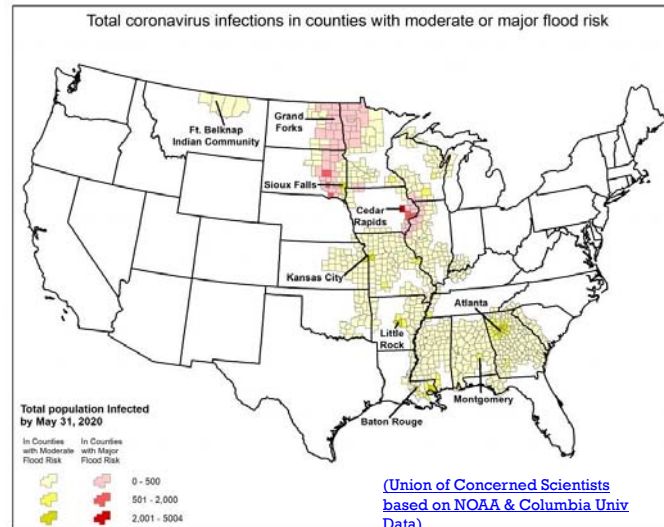 Total coronavirus infections in counties with moderate or major flood risk
Ft. Belknap
Indian Community
Grand
Forks
Sioux Falls
Cedar
Rapids
Kansas City
Atlanta
Little
Rock
Montgomery
Baton Rouge
Total population Infected
by May 31, 2020
In Counties
with Moderate
Flood Risk
In Counties
with Major
Flood Risk
0 - 500
501 - 2,000
2,001 - 5004
(Union of Concerned Scientists
based on NOAA & Columbia Univ
Data)